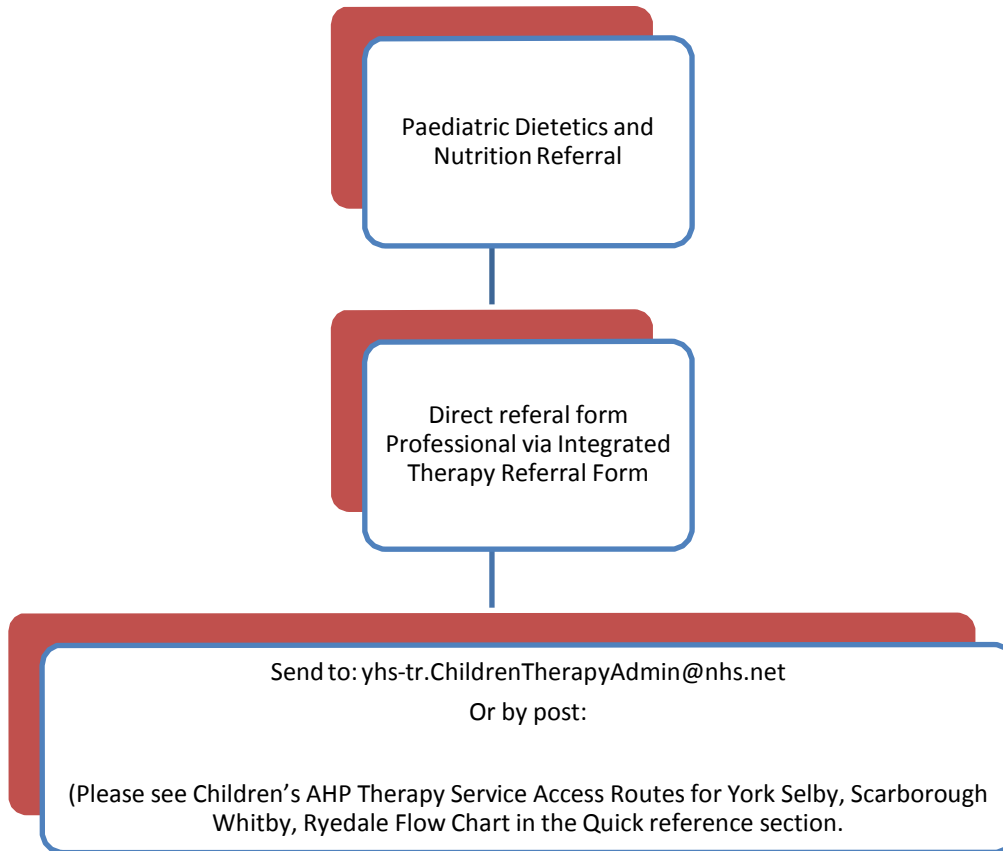 Paediatric Dietetics and
Nutrition Referral
Direct referal form
Professional via Integrated
Therapy Referral Form
Send to: yhs-tr.ChildrenTherapyAdmin@nhs.net
Or by post:
(Please see Children’s AHP Therapy Service Access Routes for York Selby, Scarborough
Whitby, Ryedale Flow Chart in the Quick reference section.